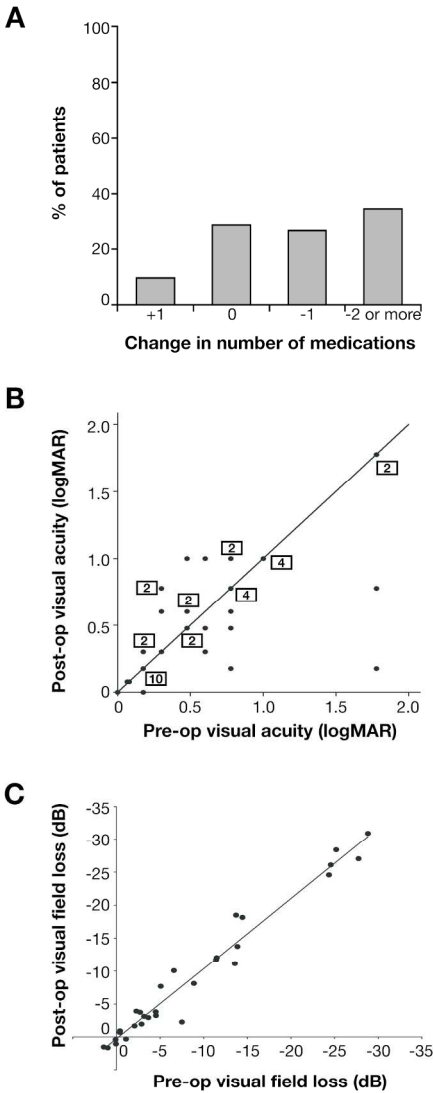 A
100
80
60
40
20
0
% of patients
+1 0 -1 -2 or more
Change in number of medications
B
2.0
1.5
1.0
0.5
0
Post-op visual acuity (logMAR)
2
2
4
2
4
2
2
2
10
0 0.5 1.0 1.5 2.0
Pre-op visual acuity (logMAR)
C
-35
-30
-25
-20
-15
-10
-5
0
Post-op visual field loss (dB)
0 -5 -10 -15 -20 -25 -30 -35
Pre-op visual field loss (dB)